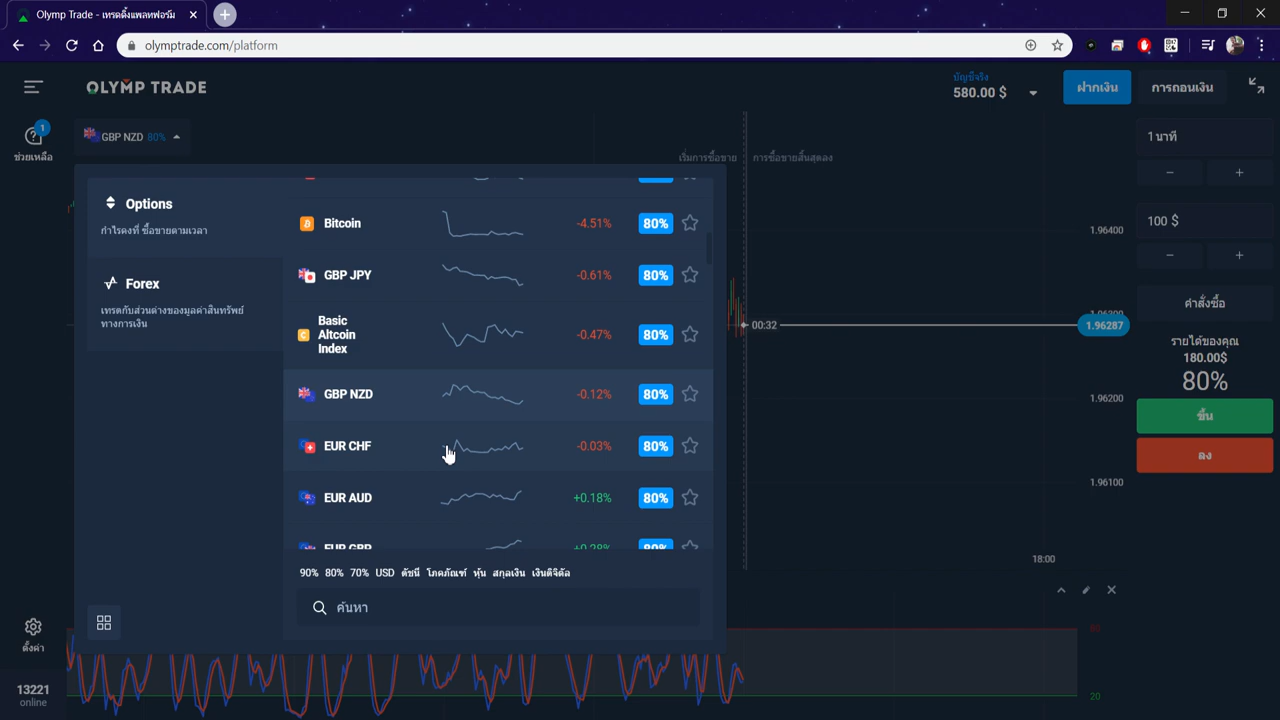 Olymp Trade - เทรดดิ้งแพลทฟอร์ม
olymptrade.com/platform
OLYMP TRADE
บัญชีจริง
580.00 $
ฝากเงิน
การถอนเงิน
1
ช่วยเหลือ
GBP NZD 80%
เริ่มการซื้อขาย
การซื้อขายสิ้นสุดลง
1 นาที
Options
กำไรคงที่ ซื้อขายตามเวลา
Forex
เทรดกับส่วนต่างของมูลค่าสินทรัพย์
ทางการเงิน
Bitcoin -4.51% 80%
GBP JPY -0.61% 80%
Basic
Altcoin
Index
-0.47% 80%
GBP NZD -0.12% 80%
EUR CHF -0.03% 80%
EUR AUD +0.18% 80%
EUR GBP +0.28% 80%
90% 80% 70% USD ดัชนี โภคภัณฑ์ หุ้น สกุลเงิน เงินดิจิตัล
ค้นหา
00:32
1.96400
1.96300
1.96287
1.96200
1.96100
18:00
100 $
คำสั่งซื้อ
รายได้ของคุณ
180.00$
80%
ขึ้น
ลง
ตั้งค่า
13221
online
80
20